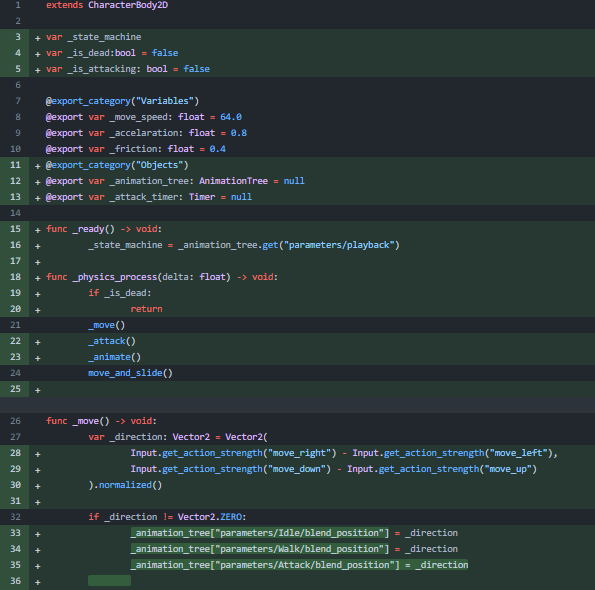 1 extends CharacterBody2D
2
3 + var _state_machine
4 + var _is_dead:bool = false
5 + var _is_attacking: bool = false
6
7 @export_category("Variables")
8 @export var _move_speed: float = 64.0
9 @export var _accelaration: float = 0.8
10 @export var _friction: float = 0.4
11 + @export_category("Objects")
12 + @export var _animation_tree: AnimationTree = null
13 + @export var _attack_timer: Timer = null
14
15 + func _ready() -> void:
16 + _state_machine = _animation_tree.get("parameters/playback")
17 +
18 + func _physics_process(delta: float) -> void:
19 + if _is_dead:
20 + return
21 _move()
22 + _attack()
23 + _animate()
24 move_and_slide()
25 +
26 func _move() -> void:
27 var _direction: Vector2 = Vector2(
28 + Input.get_action_strength("move_right") - Input.get_action_strength("move_left"),
29 + Input.get_action_strength("move_down") - Input.get_action_strength("move_up")
30 + ).normalized()
31 +
32 if _direction != Vector2.ZERO:
33 + _animation_tree["parameters/Idle/blend_position"] = _direction
34 + _animation_tree["parameters/Walk/blend_position"] = _direction
35 + _animation_tree["parameters/Attack/blend_position"] = _direction
36 +